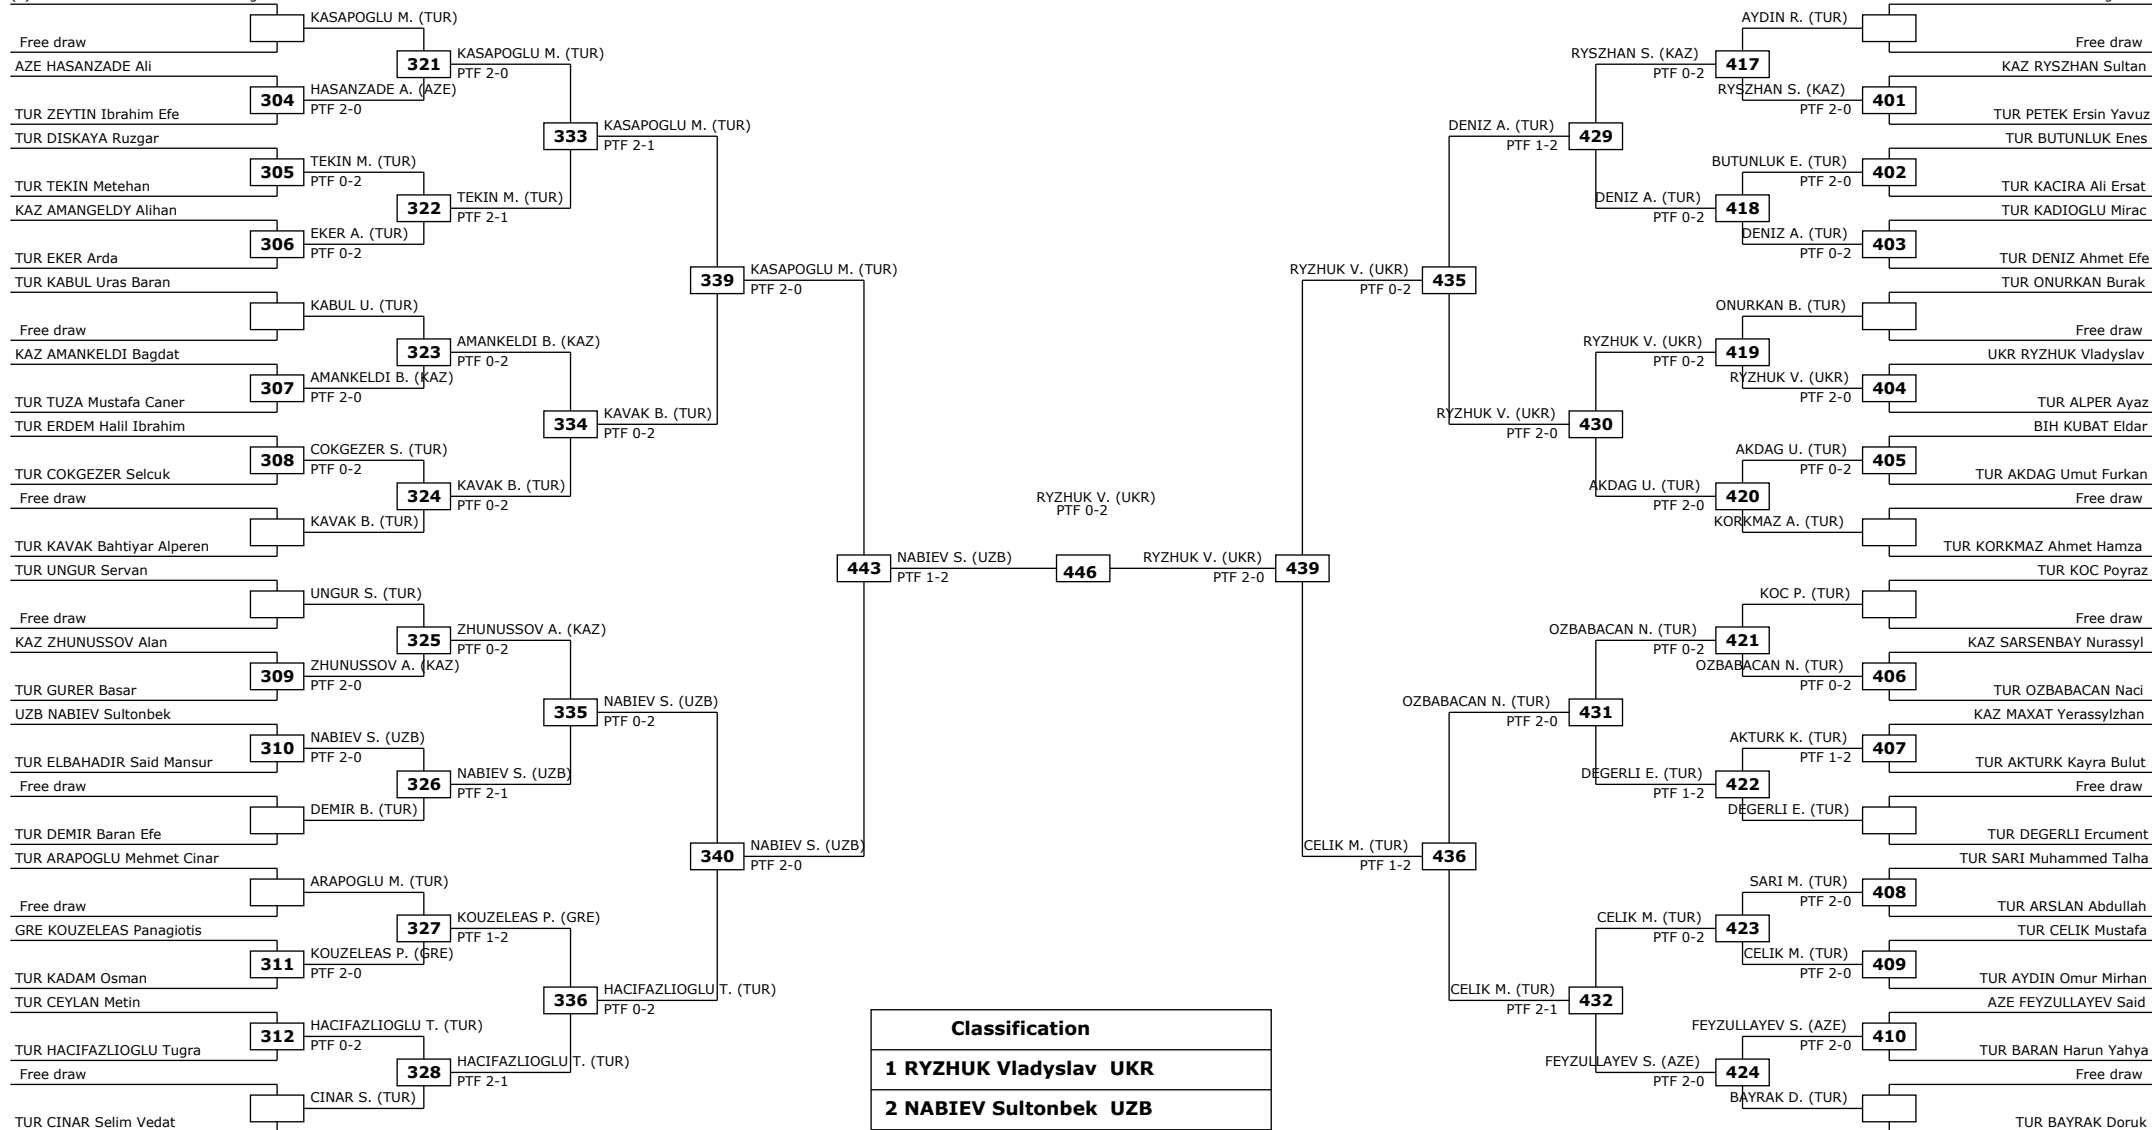 KASAPOGLU M. (TUR)
Free draw
321
KASAPOGLU M. (TUR)
PTF 2-0
AZE HASANZADE Ali
304
HASANZADE A. (AZE)
PTF 2-0
TUR ZEYTIN Ibrahim Efe
333
KASAPOGLU M. (TUR)
PTF 2-1
TUR DISKAYA Ruzgar
305
TEKIN M. (TUR)
PTF 0-2
TUR TEKIN Metehan
322
TEKIN M. (TUR)
PTF 2-1
KAZ AMANGELDY Alihan
306
EKER A. (TUR)
PTF 0-2
TUR EKER Arda
339
KASAPOGLU M. (TUR)
PTF 2-0
TUR KABUL Uras Baran
KABUL U. (TUR)
Free draw
323
AMANKELDI B. (KAZ)
PTF 0-2
KAZ AMANKELDI Bagdat
307
AMANKELDI B. (KAZ)
PTF 2-0
TUR TUZA Mustafa Caner
334
KAVAK B. (TUR)
PTF 0-2
TUR ERDEM Halil Ibrahim
308
COKGEZER S. (TUR)
PTF 0-2
TUR COKGEZER Selcuk
324
KAVAK B. (TUR)
PTF 0-2
Free draw
KAVAK B. (TUR)
TUR KAVAK Bahtiyar Alperen
443
NABIEV S. (UZB)
PTF 1-2
TUR UNGUR Servan
UNGUR S. (TUR)
Free draw
325
ZHUNUSSOV A. (KAZ)
PTF 0-2
KAZ ZHUNUSSOV Alan
309
ZHUNUSSOV A. (KAZ)
PTF 2-0
TUR GURER Basar
335
NABIEV S. (UZB)
PTF 0-2
UZB NABIEV Sultonbek
310
NABIEV S. (UZB)
PTF 2-0
TUR ELBAHADIR Said Mansur
326
NABIEV S. (UZB)
PTF 2-1
Free draw
DEMIR B. (TUR)
TUR DEMIR Baran Efe
340
NABIEV S. (UZB)
PTF 2-0
TUR ARAPOGLU Mehmet Cinar
ARAPOGLU M. (TUR)
Free draw
327
KOUZELEAS P. (GRE)
PTF 1-2
GRE KOUZELEAS Panagiotis
311
KOUZELEAS P. (GRE)
PTF 2-0
TUR KADAM Osman
336
HACIFAZLIOGLU T. (TUR)
PTF 0-2
TUR CEYLAN Metin
312
HACIFAZLIOGLU T. (TUR)
PTF 0-2
TUR HACIFAZLIOGLU Tugra
328
HACIFAZLIOGLU T. (TUR)
PTF 2-1
Free draw
CINAR S. (TUR)
TUR CINAR Selim Vedat
RYZHUK V. (UKR)
PTF 0-2
446
Classification
1 RYZHUK Vladyslav UKR
2 NABIEV Sultonbek UZB
AYDIN R. (TUR)
Free draw
RYSZHAN S. (KAZ)
PTF 0-2
417
KAZ RYSZHAN Sultan
RYSZHAN S. (KAZ)
PTF 2-0
401
TUR PETEK Ersin Yavuz
DENIZ A. (TUR)
PTF 1-2
429
TUR BUTUNLUK Enes
BUTUNLUK E. (TUR)
PTF 2-0
402
TUR KACIRA Ali Ersat
DENIZ A. (TUR)
PTF 0-2
418
TUR KADIOGLU Mirac
DENIZ A. (TUR)
PTF 0-2
403
TUR DENIZ Ahmet Efe
RYZHUK V. (UKR)
PTF 0-2
435
TUR ONURKAN Burak
ONURKAN B. (TUR)
Free draw
RYZHUK V. (UKR)
PTF 0-2
419
UKR RYZHUK Vladyslav
RYZHUK V. (UKR)
PTF 2-0
404
TUR ALPER Ayaz
RYZHUK V. (UKR)
PTF 2-0
430
BIH KUBAT Eldar
AKDAG U. (TUR)
PTF 0-2
405
TUR AKDAG Umut Furkan
AKDAG U. (TUR)
PTF 2-0
420
Free draw
KORKMAZ A. (TUR)
TUR KORKMAZ Ahmet Hamza
RYZHUK V. (UKR)
PTF 2-0
439
TUR KOC Poyraz
KOC P. (TUR)
Free draw
OZBABACAN N. (TUR)
PTF 0-2
421
KAZ SARSENBAY Nurassyl
OZBABACAN N. (TUR)
PTF 0-2
406
TUR OZBABACAN Naci
OZBABACAN N. (TUR)
PTF 2-0
431
KAZ MAXAT Yerassylzhan
AKTURK K. (TUR)
PTF 1-2
407
TUR AKTURK Kayra Bulut
DEGERLI E. (TUR)
PTF 1-2
422
Free draw
DEGERLI E. (TUR)
TUR DEGERLI Ercument
CELIK M. (TUR)
PTF 1-2
436
TUR SARI Muhammed Talha
SARI M. (TUR)
PTF 2-0
408
TUR ARSLAN Abdullah
CELIK M. (TUR)
PTF 0-2
423
TUR CELIK Mustafa
CELIK M. (TUR)
PTF 2-0
409
TUR AYDIN Omur Mirhan
CELIK M. (TUR)
PTF 2-1
432
AZE FEYZULLAYEV Said
FEYZULLAYEV S. (AZE)
PTF 2-0
410
TUR BARAN Harun Yahya
FEYZULLAYEV S. (AZE)
PTF 2-0
424
Free draw
BAYRAK D. (TUR)
TUR BAYRAK Doruk